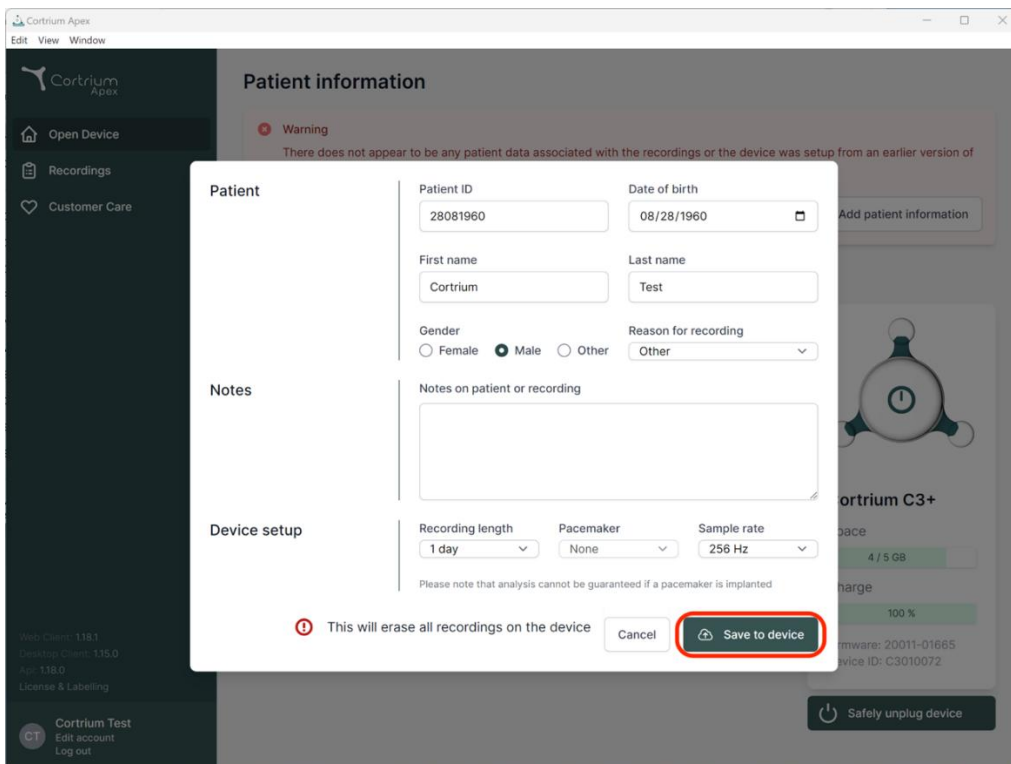 Cortrium Apex
Edit View Window
Cortrium
Apex
Open Device
Recordings
Customer Care
Web Client: 1.18.1
Desktop Client: 1.15.0
Api: 1.18.0
License & Labelling
CT
Cortrium Test
Edit account
Log out
Patient information
Warning
There does not appear to be any patient data associated with the recordings or the device was setup from an earlier version of
Add patient information
Patient
Patient ID
Date of birth
28081960
08/28/1960
First name
Last name
Cortrium
Test
Gender
Reason for recording
Female Male Other
Other
Notes
Notes on patient or recording
Device setup
Recording length
Pacemaker
Sample rate
1 day
None
256 Hz
Please note that analysis cannot be guaranteed if a pacemaker is implanted
This will erase all recordings on the device
Cancel
Save to device
ortrium C3+
pace
4 / 5 GB
harge
100 %
rmware: 20011-01665
evice ID: C3010072
Safely unplug device